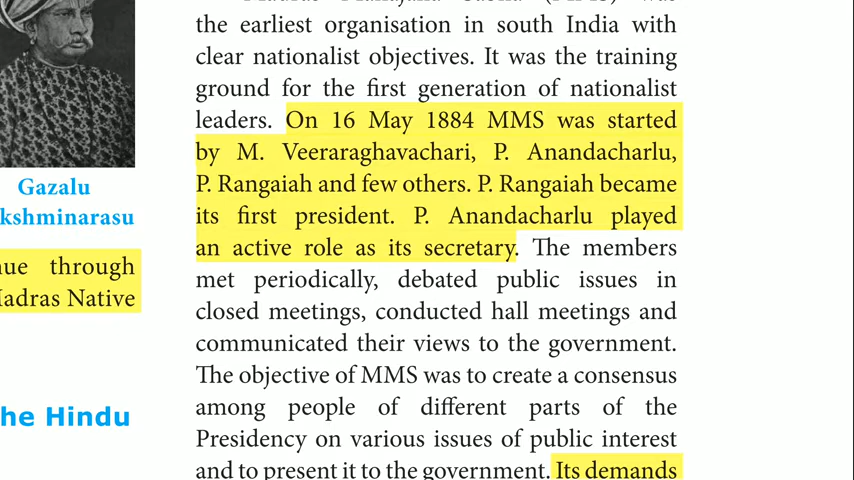 Gazalu
kshminarasu
nue through
Madras Native
he Hindu
the earliest organisation in south India with
clear nationalist objectives. It was the training
ground for the first generation of nationalist
leaders. On 16 May 1884 MMS was started
by M. Veeraraghavachari, P. Anandacharlu,
P. Rangaiah and few others. P. Rangaiah became
its first president. P. Anandacharlu played
an active role as its secretary. The members
met periodically, debated public issues in
closed meetings, conducted hall meetings and
communicated their views to the government.
The objective of MMS was to create a consensus
among people of different parts of the
Presidency on various issues of public interest
and to present it to the government. Its demands